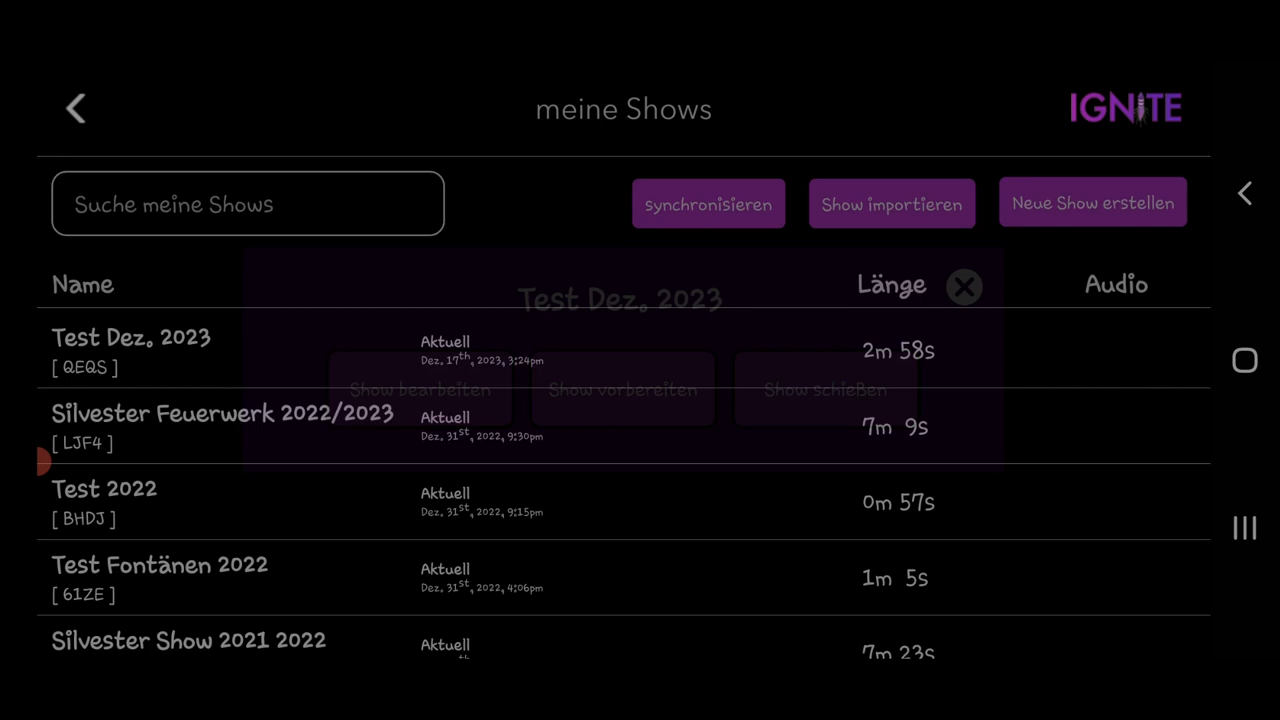 meine Shows
IGNITE
Suche meine Shows
synchronisieren
Show importieren
Neue Show erstellen
Name
Länge
Audio
Test Dez. 2023
Test Dez. 2023
[ QEQS ]
Aktuell
Dez. 17th, 2023, 3:24pm
2m 58s
Show bearbeiten
Show vorbereiten
Show schießen
Silvester Feuerwerk 2022/2023
[ LJF4 ]
Aktuell
Dez. 31st, 2022, 9:30pm
7m 9s
Test 2022
[ BHDJ ]
Aktuell
Dez. 31st, 2022, 9:15pm
0m 57s
Test Fontänen 2022
[ 61ZE ]
Aktuell
Dez. 31st, 2022, 4:06pm
1m 5s
Silvester Show 2021 2022
Aktuell
7m 23s